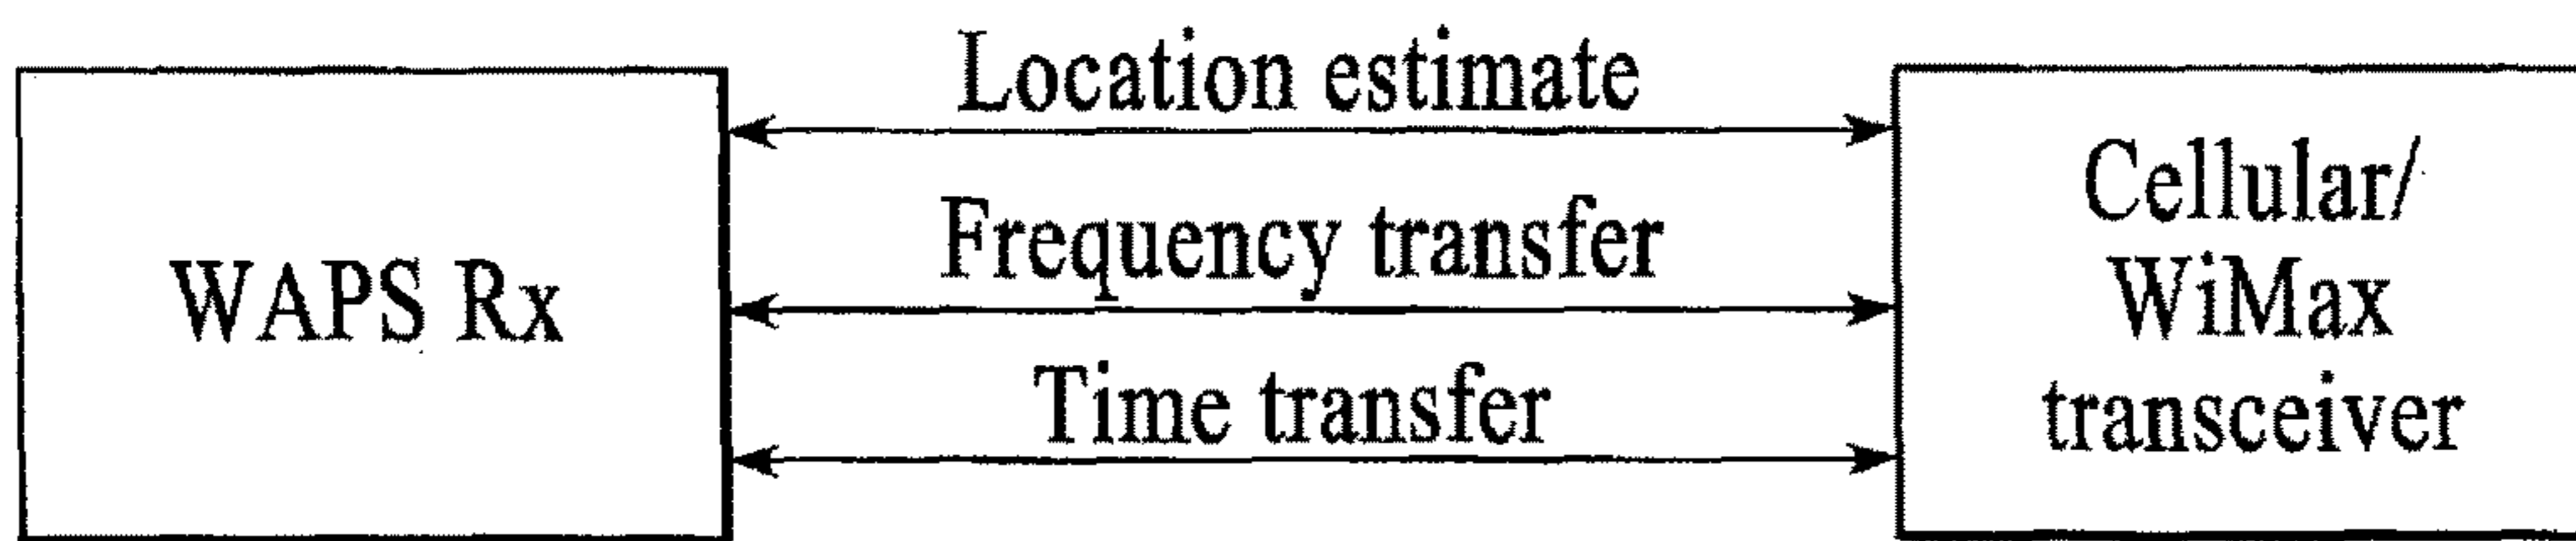 WAPS Rx
Location estimate
Frequency transfer
Time transfer
Cellular/
WiMax
transceiver